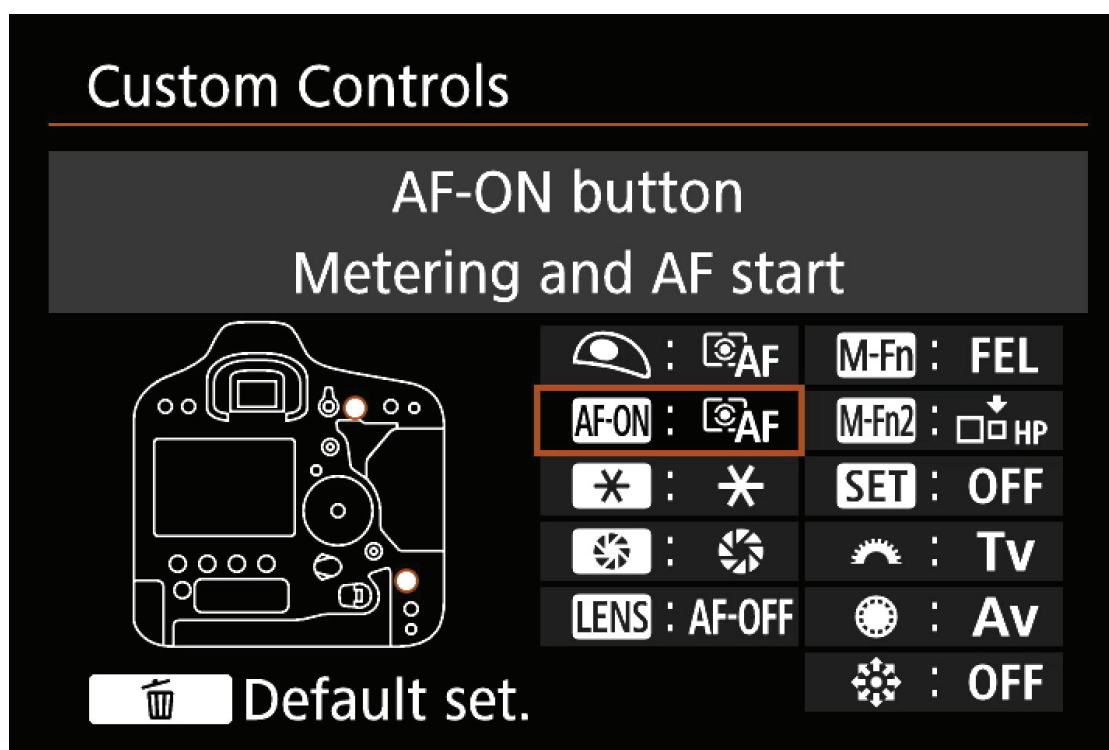 Custom Controls
AF-ON button
Metering and AF start
: AF
M-Fn : FEL
AF-ON : AF
M-Fn2 : HP
SET : OFF
: Tv
LENS : AF-OFF
: Av
: OFF
Default set.